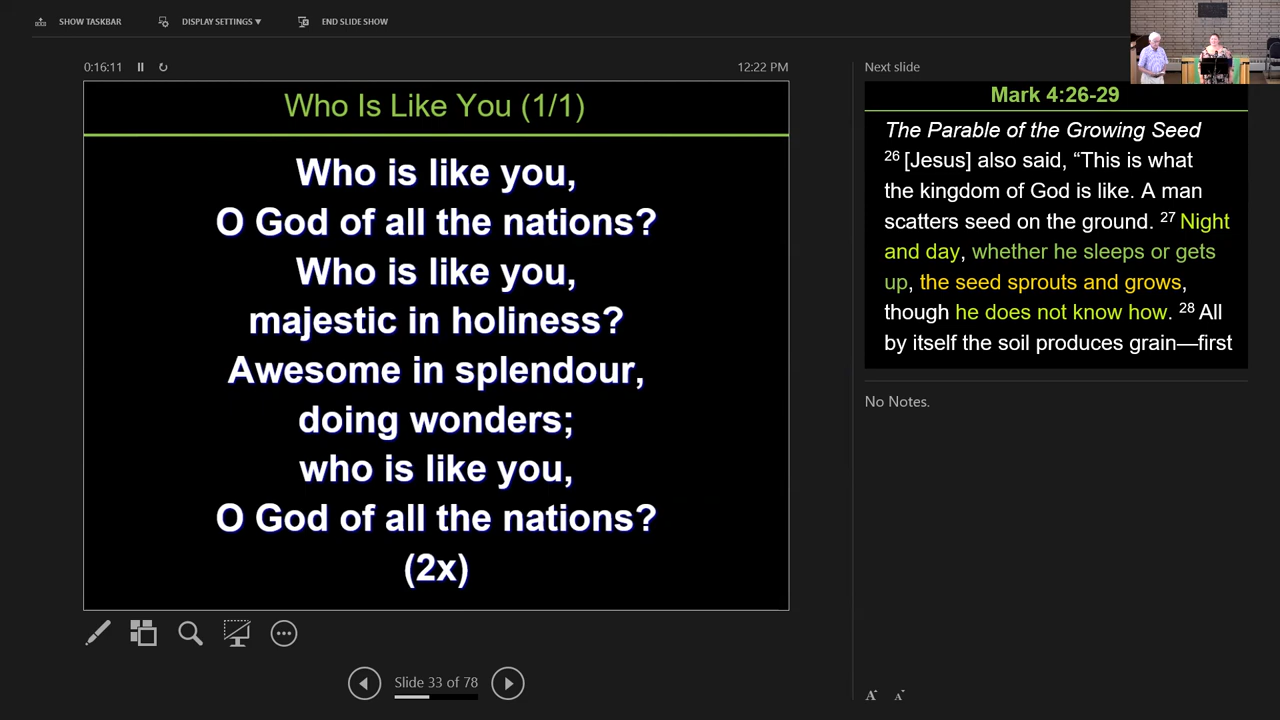 SHOW TASKBAR
DISPLAY SETTINGS ▼
END SLIDE SHOW
0:16:11
12:22 PM
Who Is Like You (1/1)
Who is like you,
O God of all the nations?
Who is like you,
majestic in holiness?
Awesome in splendour,
doing wonders;
who is like you,
O God of all the nations?
(2x)
Slide 33 of 78
Next slide
Mark 4:26-29
The Parable of the Growing Seed
26 [Jesus] also said, “This is what
the kingdom of God is like. A man
scatters seed on the ground. 27 Night
and day, whether he sleeps or gets
up, the seed sprouts and grows,
though he does not know how. 28 All
by itself the soil produces grain—first
No Notes.
A A